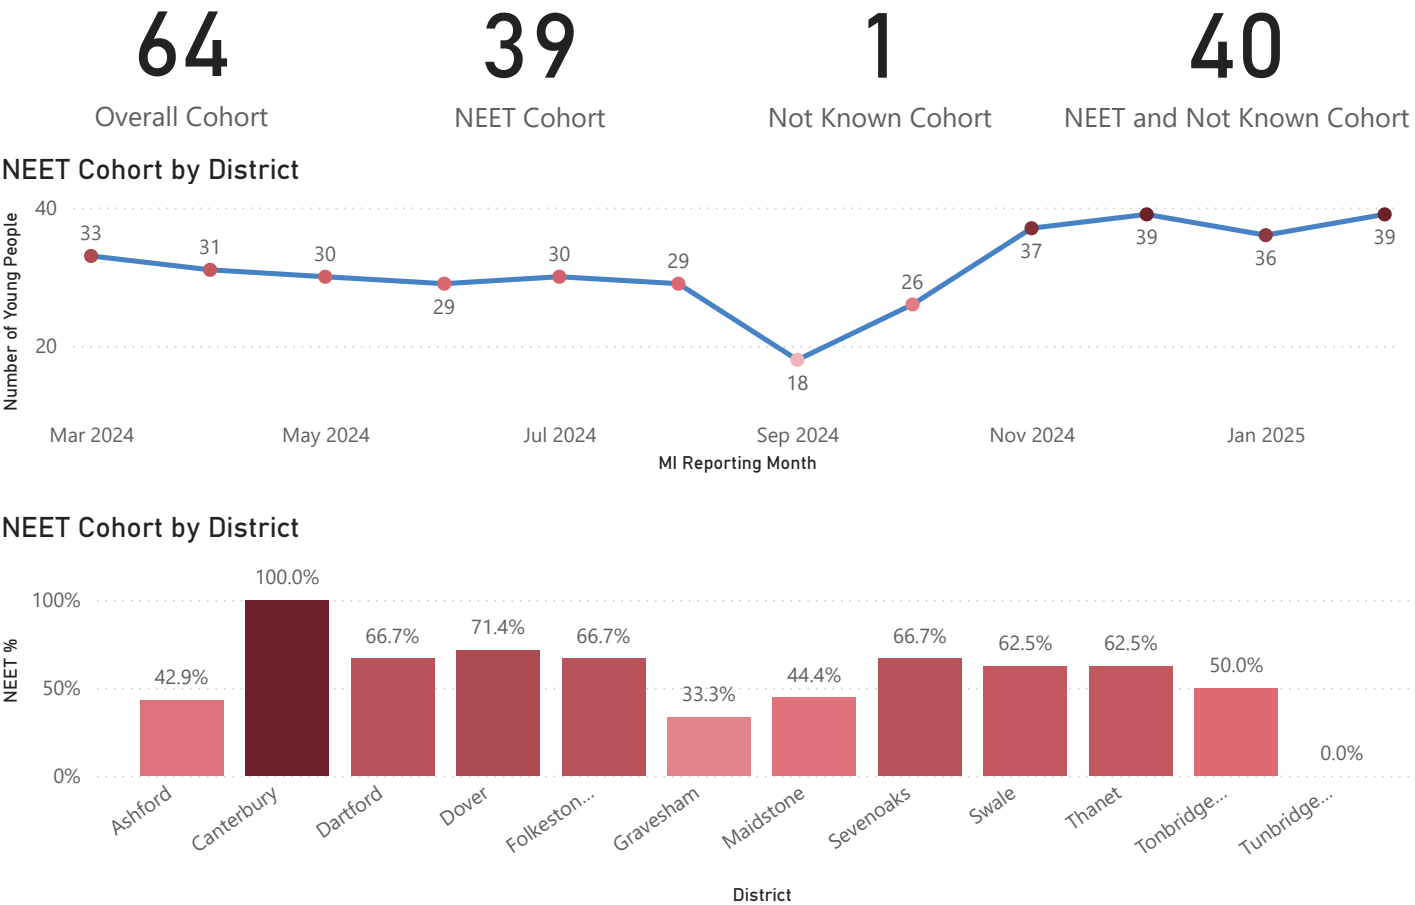 64
39
1
40
Overall Cohort
NEET Cohort
Not Known Cohort
NEET and Not Known Cohort
NEET Cohort by District
Number of Young People
40
20
33
31
30
29
30
29
18
26
37
39
36
39
Mar 2024
May 2024
Jul 2024
Sep 2024
Nov 2024
Jan 2025
MI Reporting Month
NEET Cohort by District
NEET %
100%
50%
0%
42.9%
100.0%
66.7%
71.4%
66.7%
33.3%
44.4%
66.7%
62.5%
62.5%
50.0%
0.0%
Ashford
Canterbury
Dartford
Dover
Folkeston...
Gravesham
Maidstone
Sevenoaks
Swale
Thanet
Tonbridge...
Tunbridge...
District